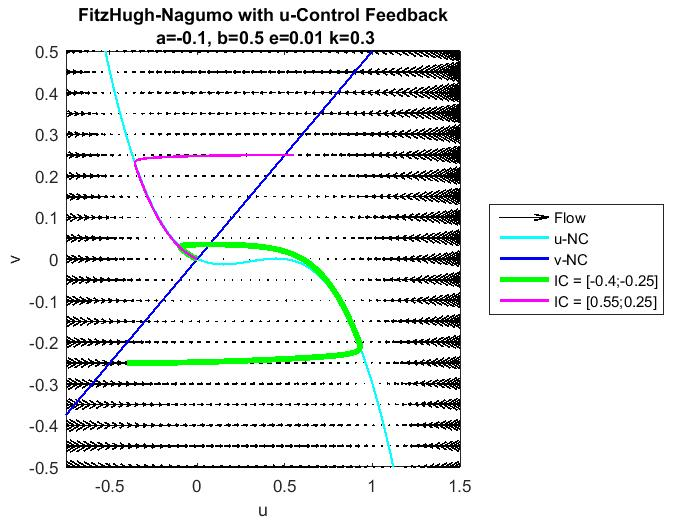 FitzHugh-Nagumo with u-Control Feedback
a=-0.1, b=0.5 e=0.01 k=0.3
0.5
0.4
0.3
0.2
0.1
0
-0.1
-0.2
-0.3
-0.4
-0.5
v
-0.5
0
0.5
1
1.5
u
Flow
u-NC
v-NC
IC = [-0.4;-0.25]
IC = [0.55;0.25]